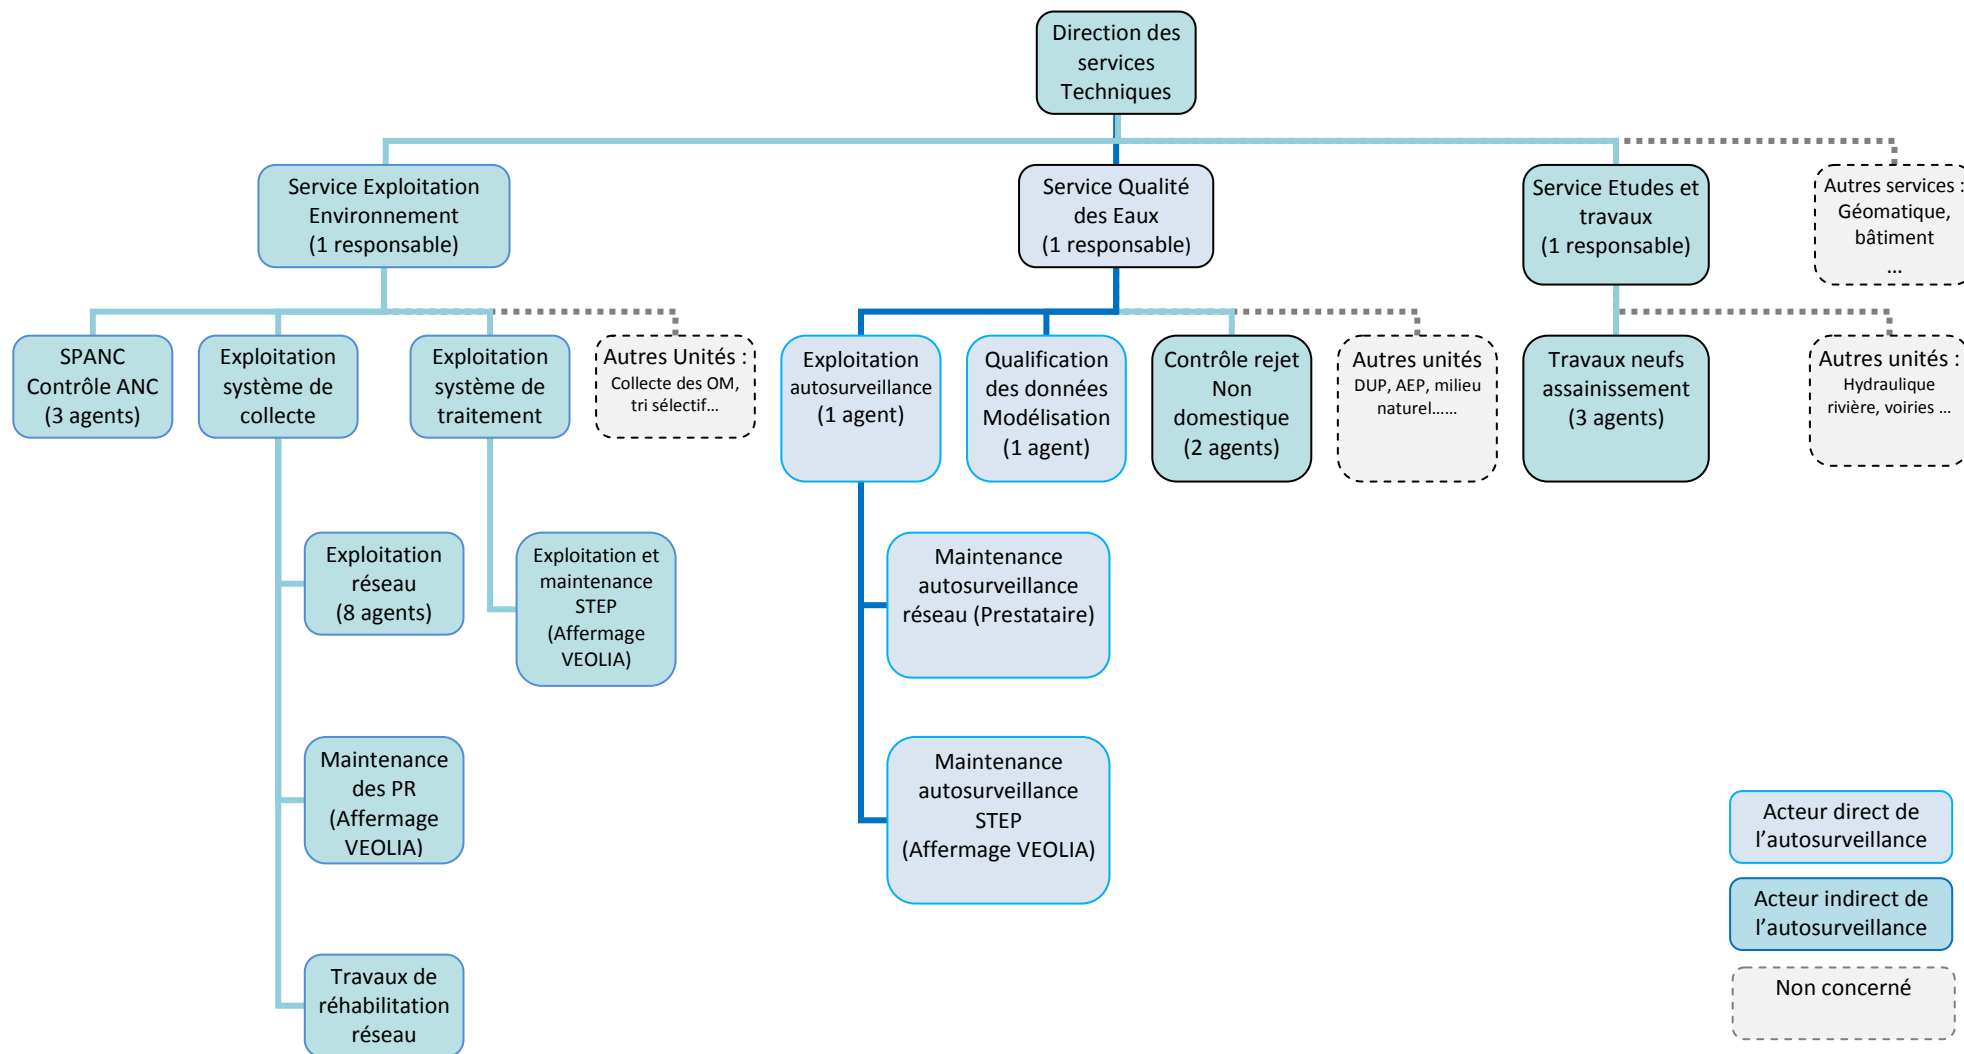 Direction des
services
Techniques
Service Exploitation
Environnement
(1 responsable)
Service Qualité
des Eaux
(1 responsable)
Service Etudes et
travaux
(1 responsable)
Autres services :
Géomatique,
bâtiment
...
SPANC
Contrôle ANC
(3 agents)
Exploitation
système de
collecte
Exploitation
système de
traitement
Autres Unités :
Collecte des OM,
tri sélectif...
Exploitation
autosurveillance
(1 agent)
Qualification
des données
Modélisation
(1 agent)
Contrôle rejet
Non
domestique
(2 agents)
Autres unités
DUP, AEP, milieu
naturel......
Travaux neufs
assainissement
(3 agents)
Autres unités :
Hydraulique
rivière, voiries ...
Exploitation
réseau
(8 agents)
Exploitation et
maintenance
STEP
(Affermage
VEOLIA)
Maintenance
autosurveillance
réseau (Prestataire)
Maintenance
des PR
(Affermage
VEOLIA)
Maintenance
autosurveillance
STEP
(Affermage VEOLIA)
Travaux de
réhabilitation
réseau
Acteur direct de
l’autosurveillance
Acteur indirect de
l’autosurveillance
Non concerné